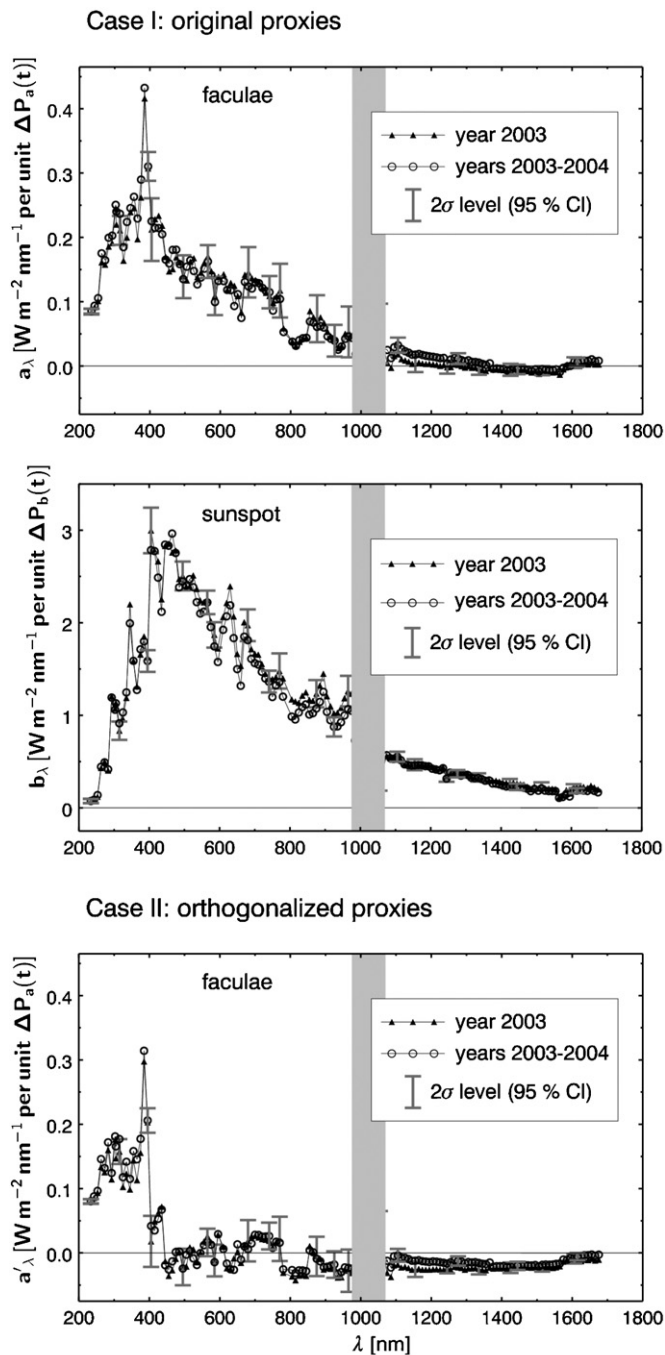 Case I: original proxies
faculae
year 2003
years 2003-2004
2σ level (95 % CI)
aλ [W m⁻² nm⁻¹ per unit ΔPa(t)]
0.4
0.3
0.2
0.1
0.0
200 400 600 800 1000 1200 1400 1600 1800
sunspot
year 2003
years 2003-2004
2σ level (95 % CI)
bλ [W m⁻² nm⁻¹ per unit ΔPb(t)]
3
2
1
0
200 400 600 800 1000 1200 1400 1600 1800
Case II: orthogonalized proxies
faculae
year 2003
years 2003-2004
2σ level (95 % CI)
a′λ [W m⁻² nm⁻¹ per unit ΔPa(t)]
0.4
0.3
0.2
0.1
0.0
200 400 600 800 1000 1200 1400 1600 1800
λ [nm]